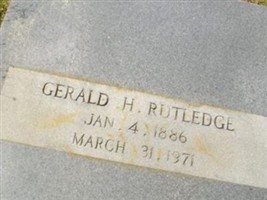 GERALD H. RUTLEDGE
JAN. 4, 1886
MARCH 31, 1971